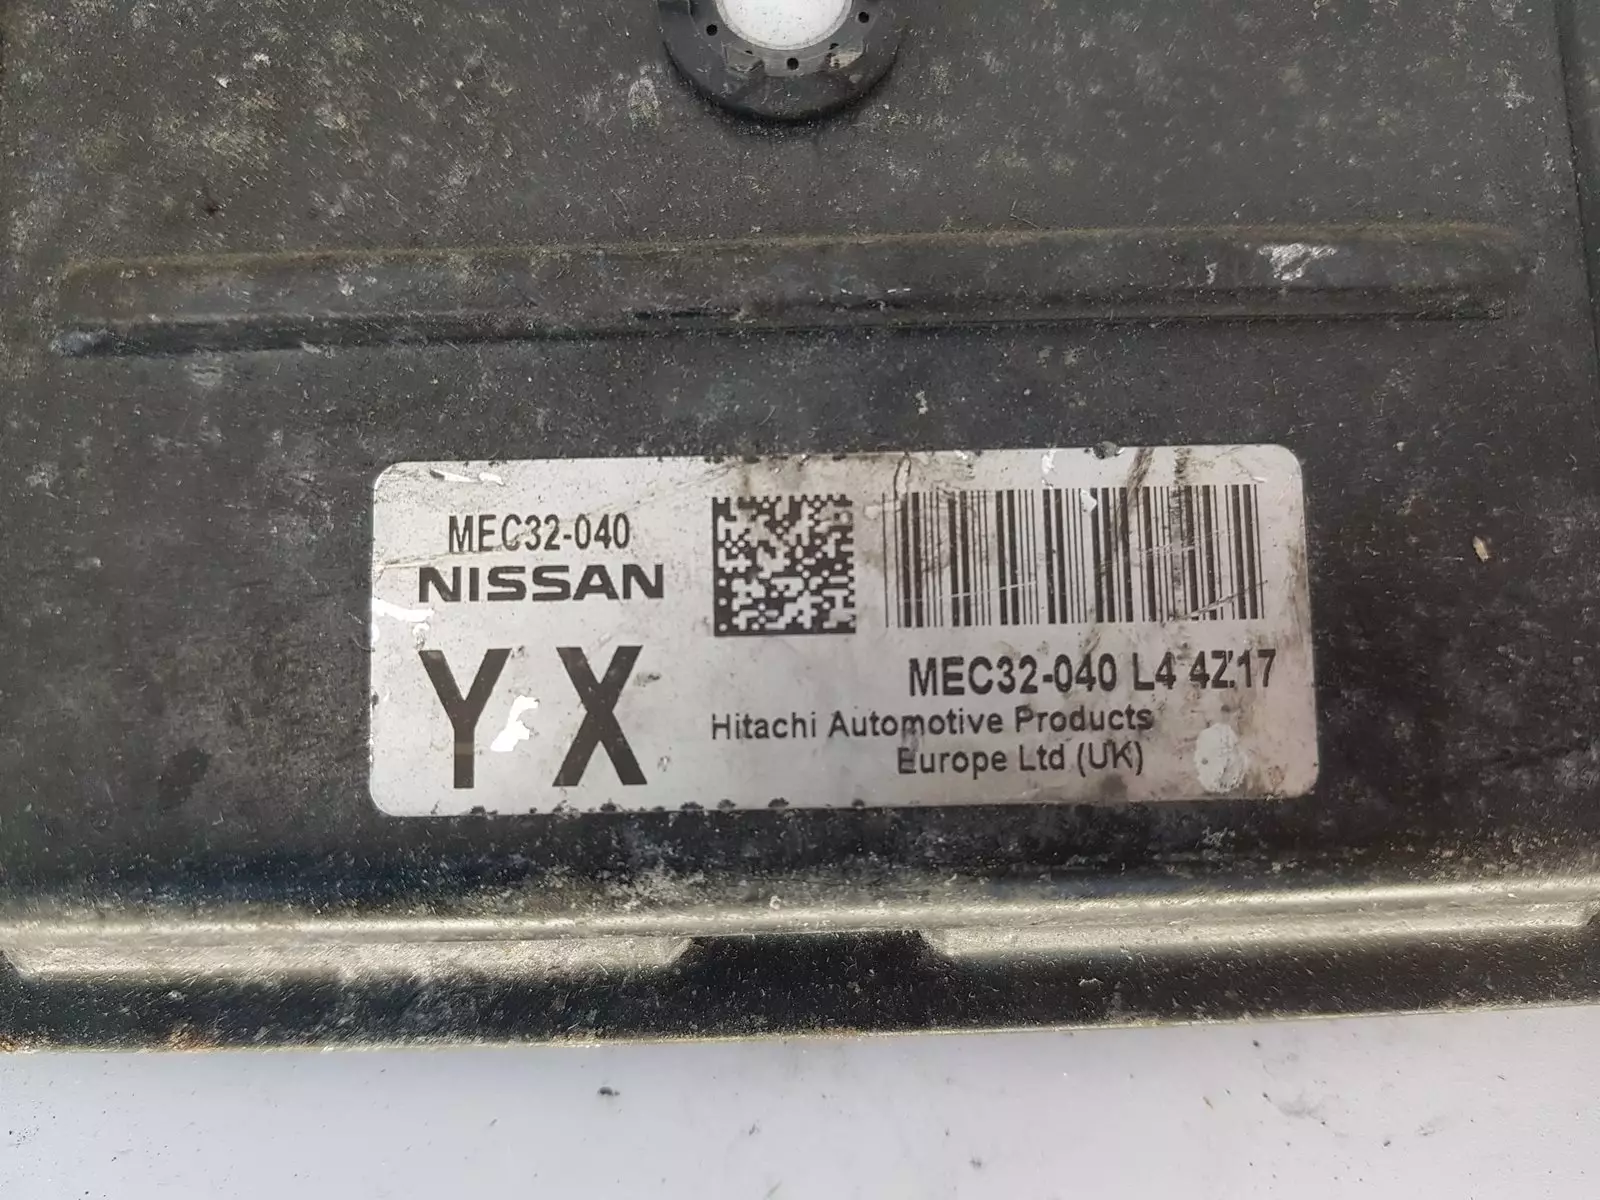 MEC32-040
NISSAN
Y X
MEC32-040 L4 4Z17
Hitachi Automotive Products
Europe Ltd (UK)